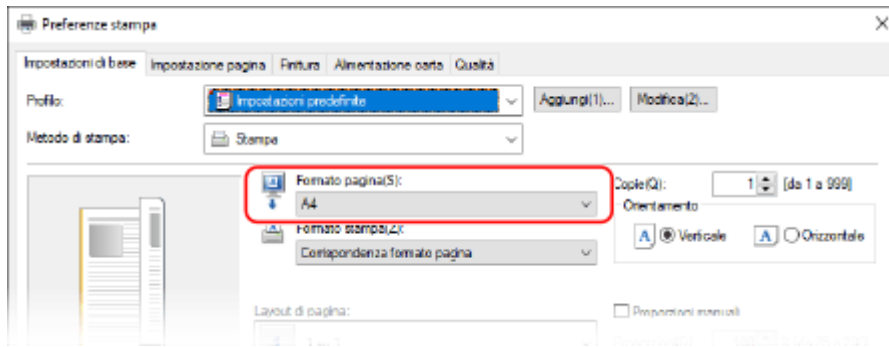 Preferenze stampa
Impostazioni di base Impostazione pagina Finitura Alimentazione carta Qualità
Profilo: Impostazioni predefinite Aggiungi(1)... Modifica(2)...
Metodo di stampa: Stampa
Formato pagina(S): Copie(Q): 1 [da 1 a 999]
A4 Orientamento
Formato stampa(Z): A Verticale A Orizzontale
Corrispondenza formato pagina
Layout di pagina: Proporzioni manuali